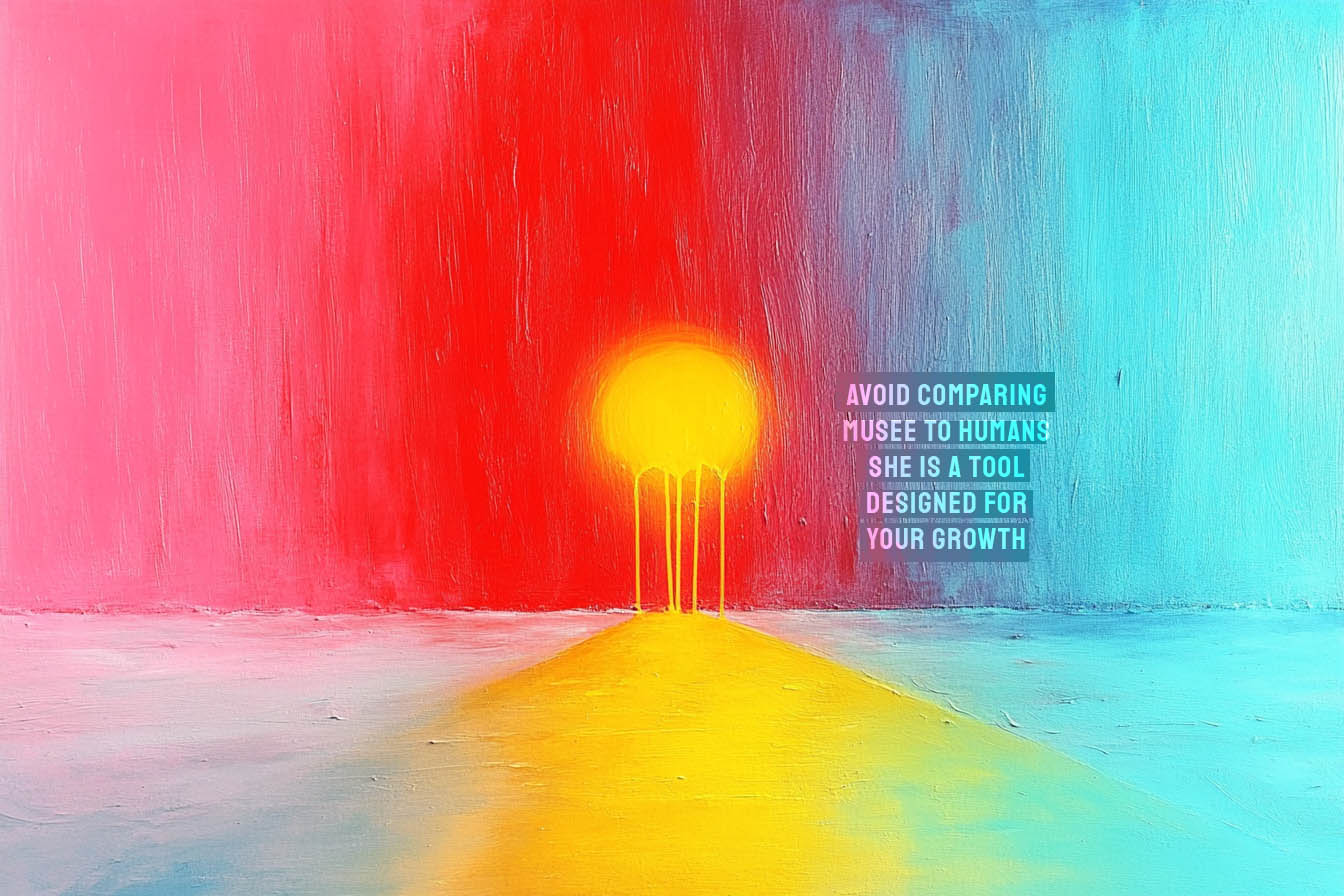 AVOID COMPARING
MUSEE TO HUMANS
SHE IS A TOOL
DESIGNED FOR
YOUR GROWTH